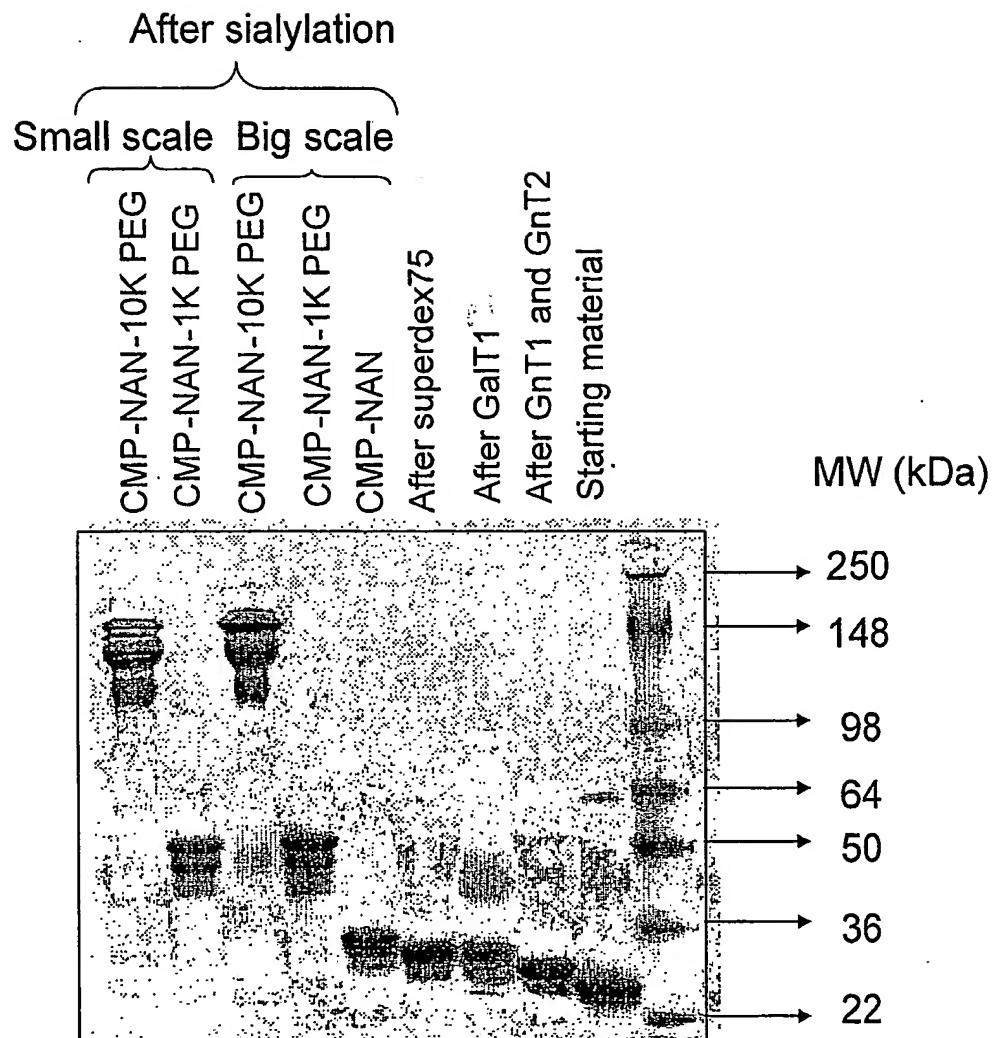 After sialylation
Small scale Big scale
CMP-NAN-10K PEG
CMP-NAN-1K PEG
CMP-NAN-10K PEG
CMP-NAN-1K PEG
CMP-NAN
After superdex75
After GalT1
After GnT1 and GnT2
Starting material
MW (kDa)
250
148
98
64
50
36
22